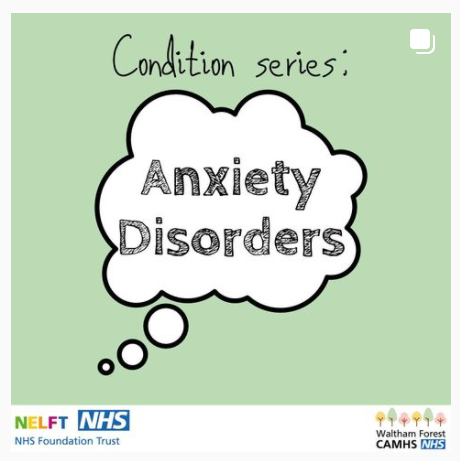 Condition series:
Anxiety
Disorders
NELFT NHS
NHS Foundation Trust
Waltham Forest
CAMHS NHS